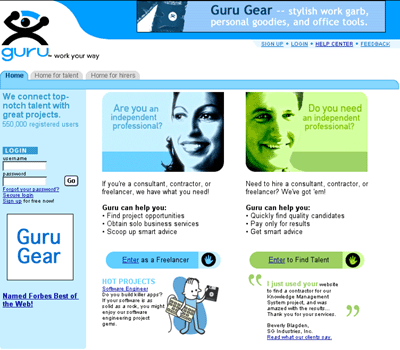 Guru Gear -- stylish work garb,
personal goodies, and office tools.
guru™ work your way
SIGN UP • LOGIN • HELP CENTER • FEEDBACK
Home
Home for talent
Home for hirers
We connect top-
notch talent with
great projects.
550,000 registered users
LOGIN
username
password
Go
Forgot your password?
Secure login
Sign up for free now!
Guru
Gear
Named Forbes Best of
the Web!
Are you an
independent
professional?
If you're a consultant, contractor, or
freelancer, we have what you need!
Guru can help you:
• Find project opportunities
• Obtain solo business services
• Scoop up smart advice
Enter as a Freelancer
HOT PROJECTS
Software Engineer
Do you build killer apps?
If your software is as
solid as a rock, you might
enjoy our software
engineering project
gems.
Do you need
an independent
professional?
Need to hire a consultant, contractor, or
freelancer? We've got 'em!
Guru can help you:
• Quickly find quality candidates
• Pay only for results
• Get smart advice
Enter to Find Talent
“ I just used your website
to find a contractor for our
Knowledge Management
System project, and was
amazed with the results...
Thank you for your services. ”
Beverly Blagden,
SG Industries, Inc.
Read what our clients say.